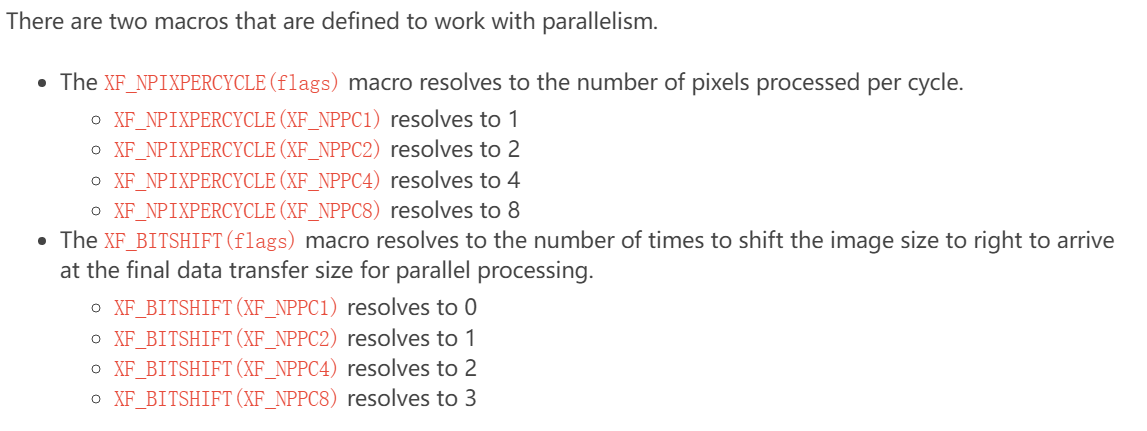 There are two macros that are defined to work with parallelism.
• The XF_NPIXPERCYCLE(flags) macro resolves to the number of pixels processed per cycle.
○ XF_NPIXPERCYCLE(XF_NPPC1) resolves to 1
○ XF_NPIXPERCYCLE(XF_NPPC2) resolves to 2
○ XF_NPIXPERCYCLE(XF_NPPC4) resolves to 4
○ XF_NPIXPERCYCLE(XF_NPPC8) resolves to 8
• The XF_BITSHIFT(flags) macro resolves to the number of times to shift the image size to right to arrive
at the final data transfer size for parallel processing.
○ XF_BITSHIFT(XF_NPPC1) resolves to 0
○ XF_BITSHIFT(XF_NPPC2) resolves to 1
○ XF_BITSHIFT(XF_NPPC4) resolves to 2
○ XF_BITSHIFT(XF_NPPC8) resolves to 3